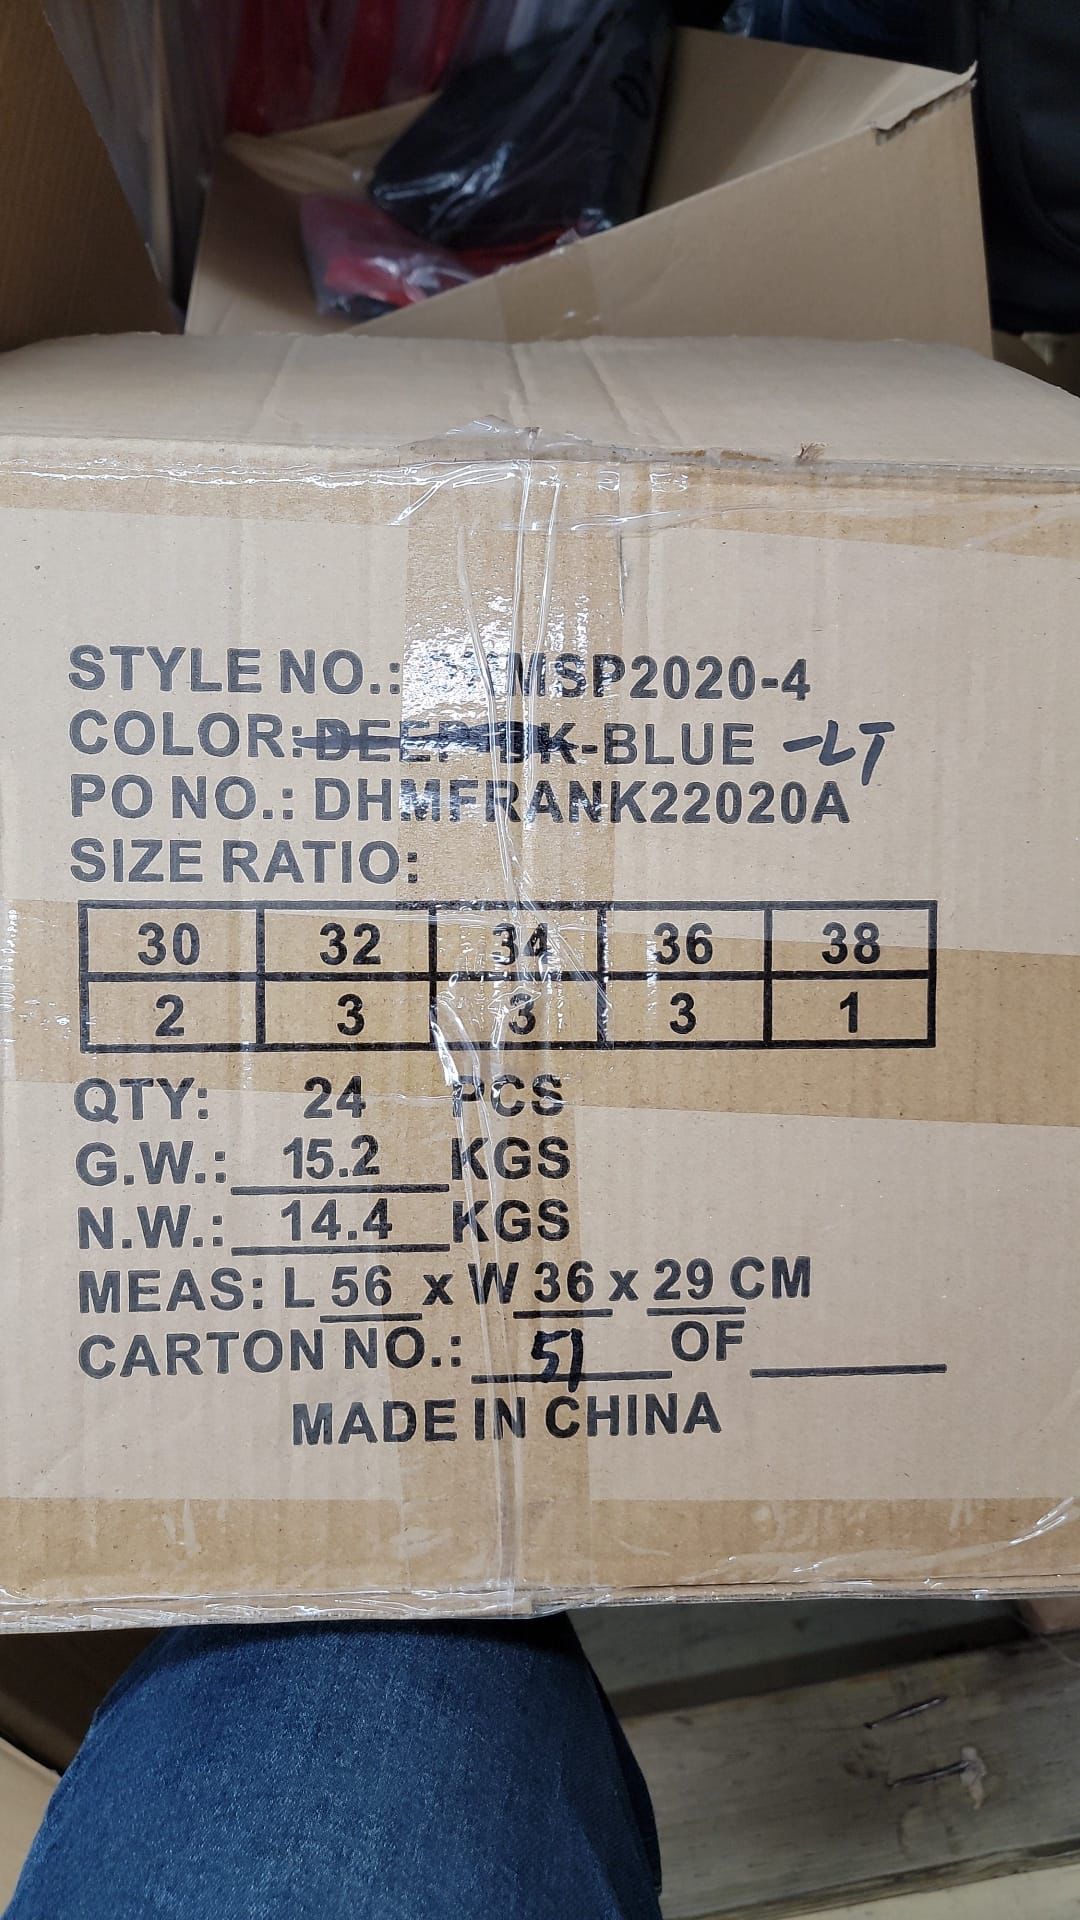 STYLE NO.: MSP2020-4
COLOR: DEEP DK-BLUE -LT
PO NO.: DHMFRANK22020A
SIZE RATIO:
30 32 34 36 38
2 3 3 3 1
QTY: 24 PCS
G.W.: 15.2 KGS
N.W.: 14.4 KGS
MEAS: L 56 x W 36 x 29 CM
CARTON NO.: 51 OF
MADE IN CHINA